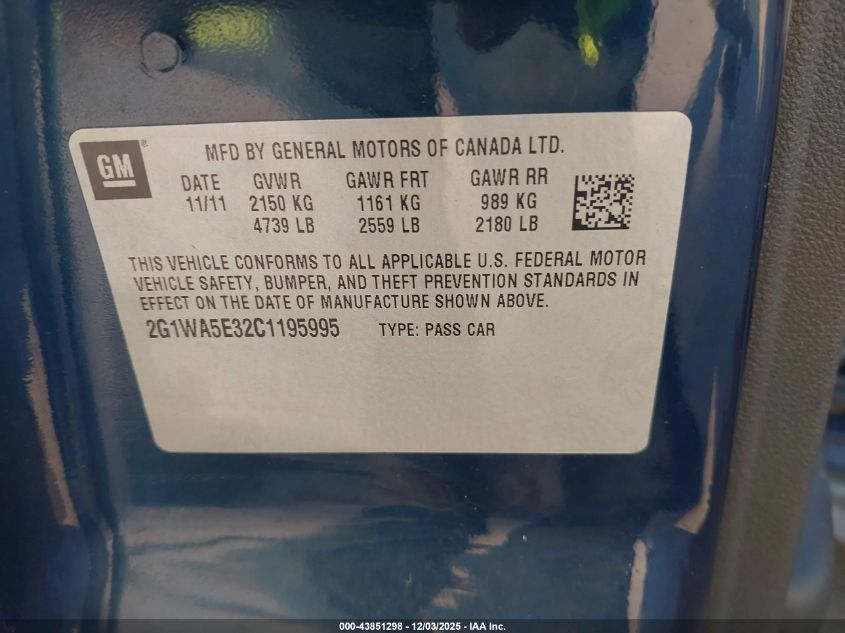 GM
MFD BY GENERAL MOTORS OF CANADA LTD.
DATE GVWR GAWR FRT GAWR RR
11/11 2150 KG 1161 KG 989 KG
4739 LB 2559 LB 2180 LB
THIS VEHICLE CONFORMS TO ALL APPLICABLE U.S. FEDERAL MOTOR
VEHICLE SAFETY, BUMPER, AND THEFT PREVENTION STANDARDS IN
EFFECT ON THE DATE OF MANUFACTURE SHOWN ABOVE.
2G1WA5E32C1195995 TYPE: PASS CAR
000-43851298 - 12/03/2025 - IAA Inc.